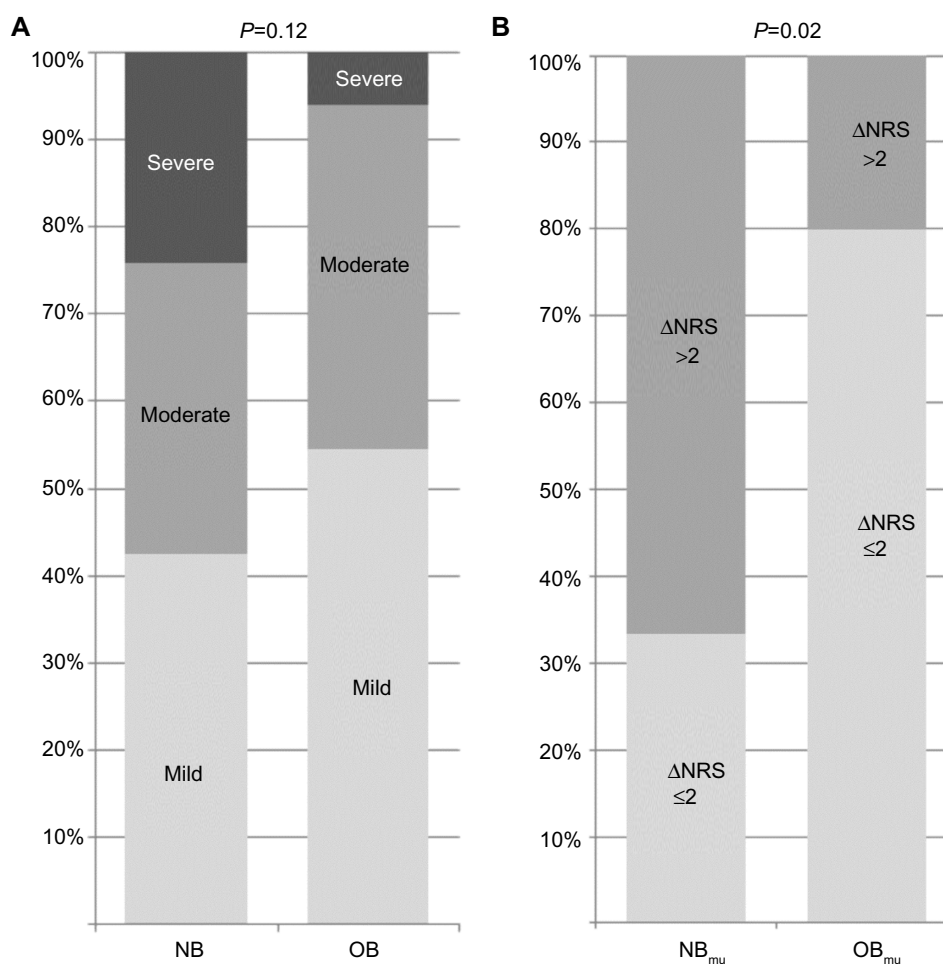 A
P=0.12
100%
90%
80%
70%
60%
50%
40%
30%
20%
10%
Severe
Moderate
Mild
Severe
Moderate
Mild
NB
OB
B
P=0.02
100%
90%
80%
70%
60%
50%
40%
30%
20%
10%
ΔNRS
>2
ΔNRS
≤2
ΔNRS
>2
ΔNRS
≤2
NBmu
OBmu